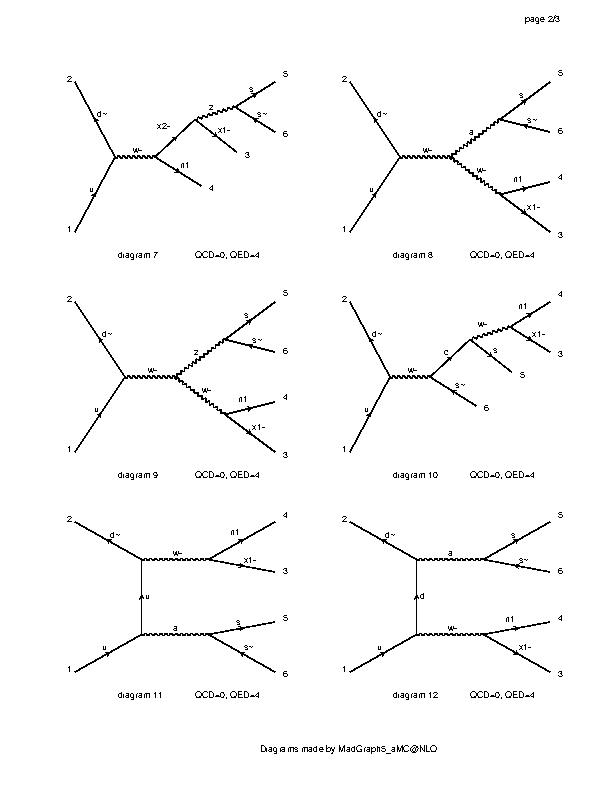 page 2/3
2
5
d~
s
z
s~
x2-
6
w-
x1-
3
n1
u
4
1
diagram 7 QCD=0, QED=4
2
5
s
d~
a
s~
6
w-
w-
n1
4
u
x1-
1
3
diagram 8 QCD=0, QED=4
2
5
s
d~
z
s~
6
w-
w-
n1
4
u
x1-
1
3
diagram 9 QCD=0, QED=4
2
4
n1
d~
w-
x1-
c
3
s
w-
5
s~
u
6
1
diagram 10 QCD=0, QED=4
2
4
d~
n1
w-
x1-
3
u
5
a
s
u
s~
1
6
diagram 11 QCD=0, QED=4
2
5
d~
s
a
s~
6
d
4
w-
n1
u
x1-
1
3
diagram 12 QCD=0, QED=4
Diagrams made by MadGraph5_aMC@NLO